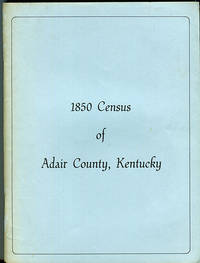 1850 Census
of
Adair County, Kentucky